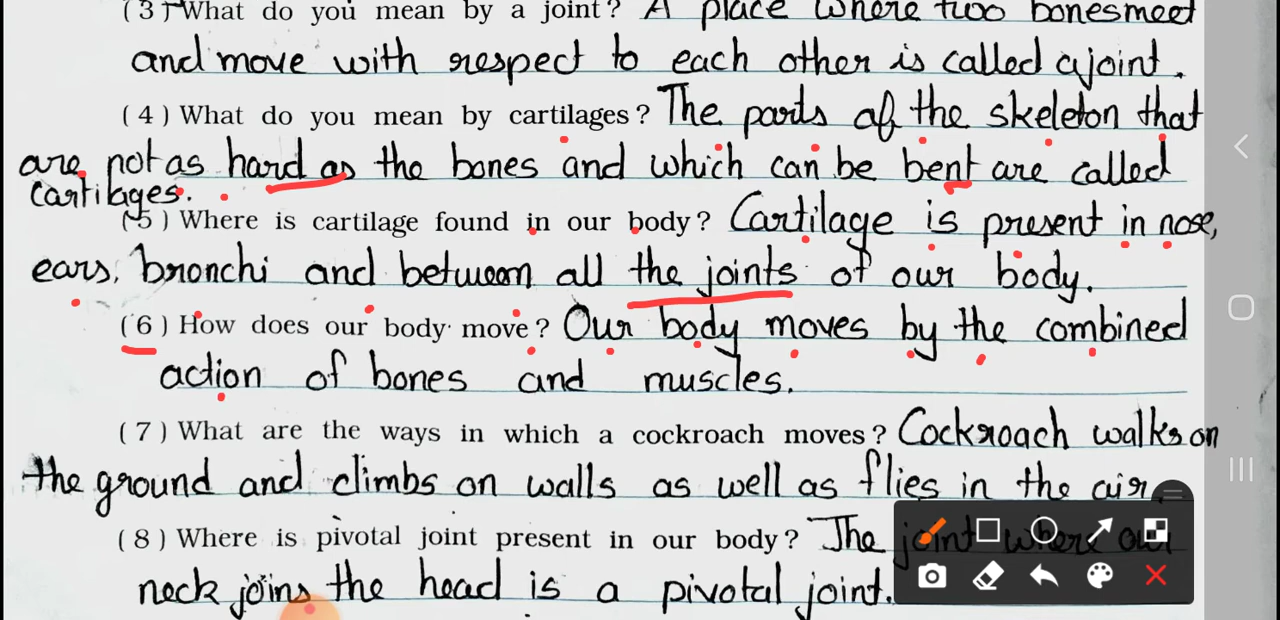 (3) What do you mean by a joint? A place where two bones meet
and move with respect to each other is called a joint.
(4) What do you mean by cartilages? The parts of the skeleton that
are not as hard as the bones and which can be bent are called
cartilages.
(5) Where is cartilage found in our body? Cartilage is present in nose,
ears, bronchi and between all the joints of our body.
(6) How does our body move? Our body moves by the combined
action of bones and muscles.
(7) What are the ways in which a cockroach moves? Cockroach walks on
the ground and climbs on walls as well as flies in the air.
(8) Where is pivotal joint present in our body? The joint where our
neck joins the head is a pivotal joint.